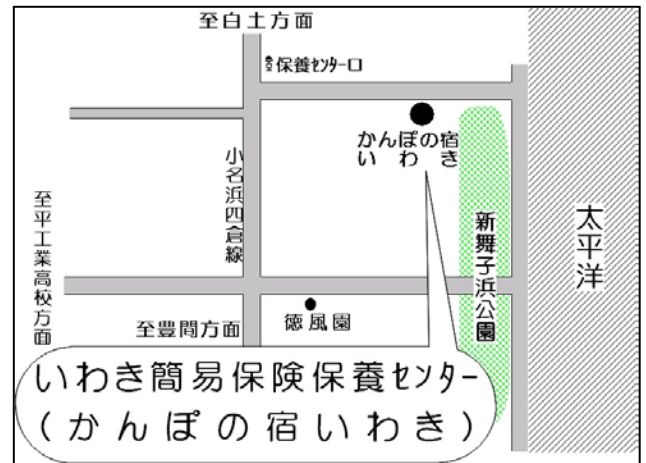 至白土方面
保養センター口
かんぽの宿
いわき
小名浜四倉線
至平工業高校方面
新舞子浜公園
太平洋
徳風園
至豊間方面
いわき簡易保険保養センター
(かんぽの宿いわき)